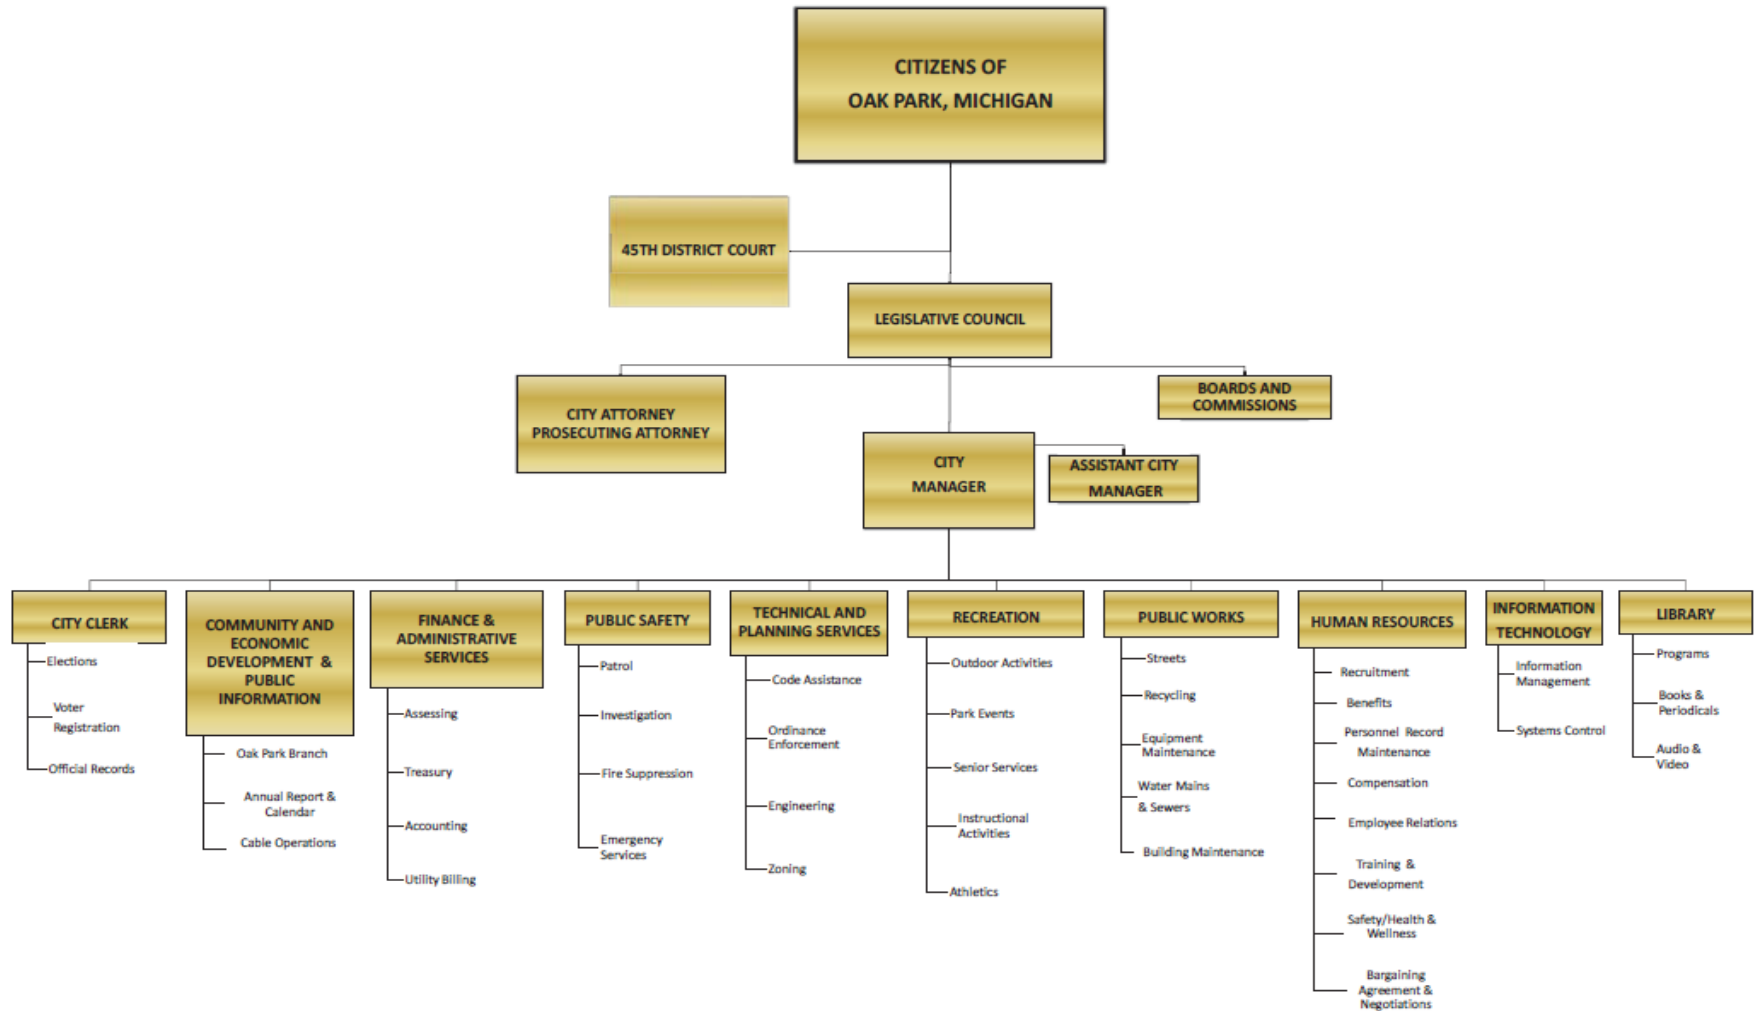 CITIZENS OF
OAK PARK, MICHIGAN
45TH DISTRICT COURT
LEGISLATIVE COUNCIL
CITY ATTORNEY
PROSECUTING ATTORNEY
BOARDS AND
COMMISSIONS
CITY
MANAGER
ASSISTANT CITY
MANAGER
CITY CLERK
Elections
Voter
Registration
Official Records
COMMUNITY AND
ECONOMIC
DEVELOPMENT &
PUBLIC
INFORMATION
Oak Park Branch
Annual Report &
Calendar
Cable Operations
FINANCE &
ADMINISTRATIVE
SERVICES
Assessing
Treasury
Accounting
Utility Billing
PUBLIC SAFETY
Patrol
Investigation
Fire Suppression
Emergency
Services
TECHNICAL AND
PLANNING SERVICES
Code Assistance
Ordinance
Enforcement
Engineering
Zoning
RECREATION
Outdoor Activities
Park Events
Senior Services
Instructional
Activities
Athletics
PUBLIC WORKS
Streets
Recycling
Equipment
Maintenance
Water Mains
& Sewers
Building Maintenance
HUMAN RESOURCES
Recruitment
Benefits
Personnel Record
Maintenance
Compensation
Employee Relations
Training &
Development
Safety/Health &
Wellness
Bargaining
Agreement &
Negotiations
INFORMATION
TECHNOLOGY
Information
Management
Systems Control
LIBRARY
Programs
Books &
Periodicals
Audio &
Video